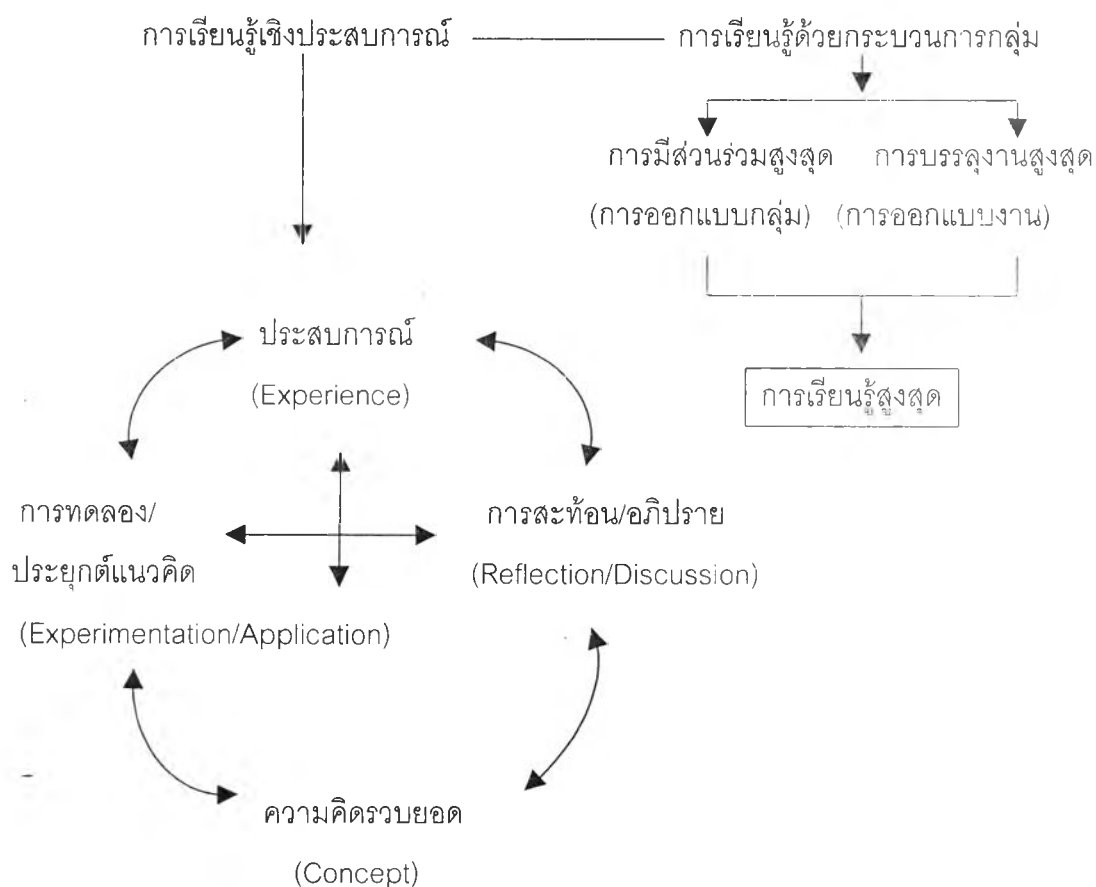 การเรียนรู้เชิงประสบการณ์
การเรียนรู้ด้วยกระบวนการกลุ่ม
การมีส่วนร่วมสูงสุด
(การออกแบบกลุ่ม)
การบรรลุงานสูงสุด
(การออกแบบงาน)
การเรียนรู้สูงสุด
ประสบการณ์
(Experience)
การทดลอง/
ประยุกต์แนวคิด
(Experimentation/Application)
การสะท้อน/อภิปราย
(Reflection/Discussion)
ความคิดรวบยอด
(Concept)